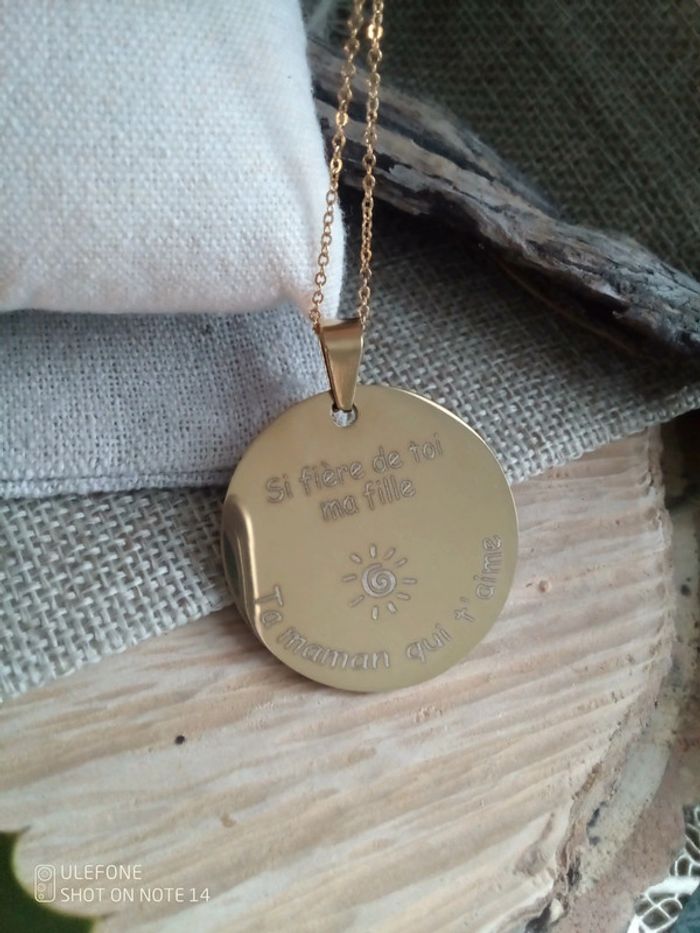 Si fière de toi
ma fille
Ta maman qui t'aime
ULEFONE
SHOT ON NOTE 14